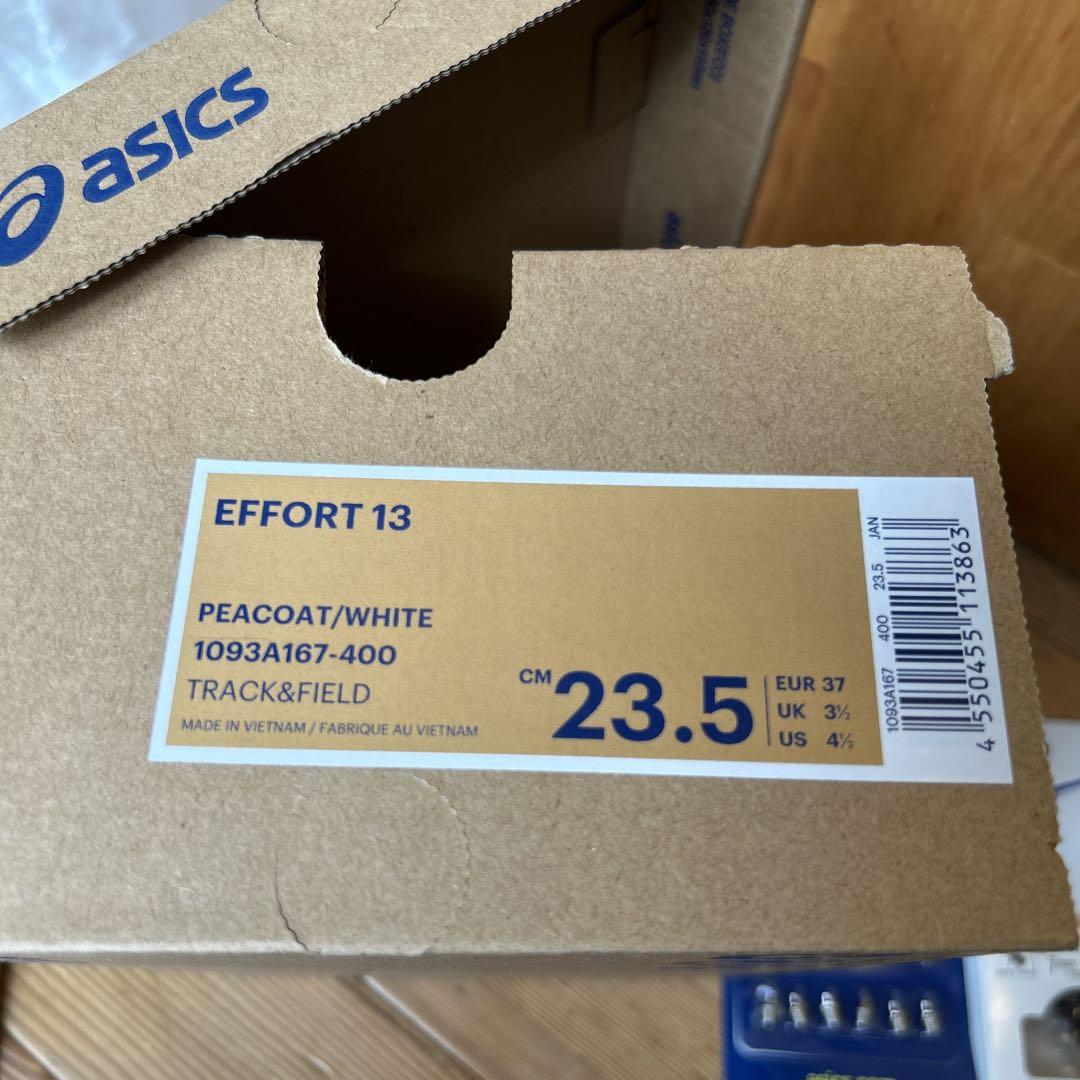 asics
EFFORT 13
PEACOAT/WHITE
1093A167-400
TRACK&FIELD
MADE IN VIETNAM / FABRIQUE AU VIETNAM
CM 23.5
EUR 37
UK 3½
US 4½
1093A167 400 23.5 JAN
4 550455 113863